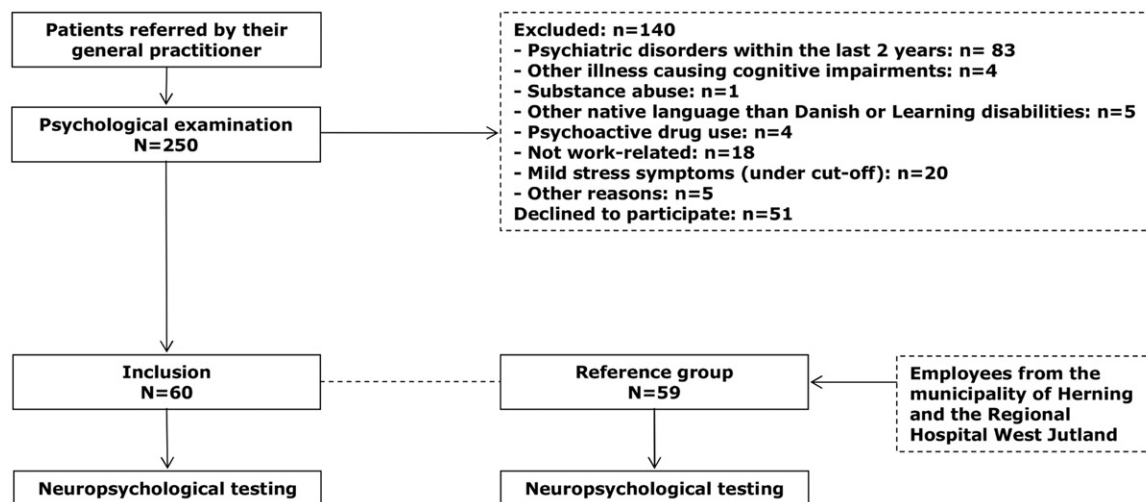 Patients referred by their
general practitioner
Psychological examination
N=250
Excluded: n=140
- Psychiatric disorders within the last 2 years: n= 83
- Other illness causing cognitive impairments: n=4
- Substance abuse: n=1
- Other native language than Danish or Learning disabilities: n=5
- Psychoactive drug use: n=4
- Not work-related: n=18
- Mild stress symptoms (under cut-off): n=20
- Other reasons: n=5
Declined to participate: n=51
Inclusion
N=60
Reference group
N=59
Employees from the
municipality of Herning
and the Regional
Hospital West Jutland
Neuropsychological testing
Neuropsychological testing